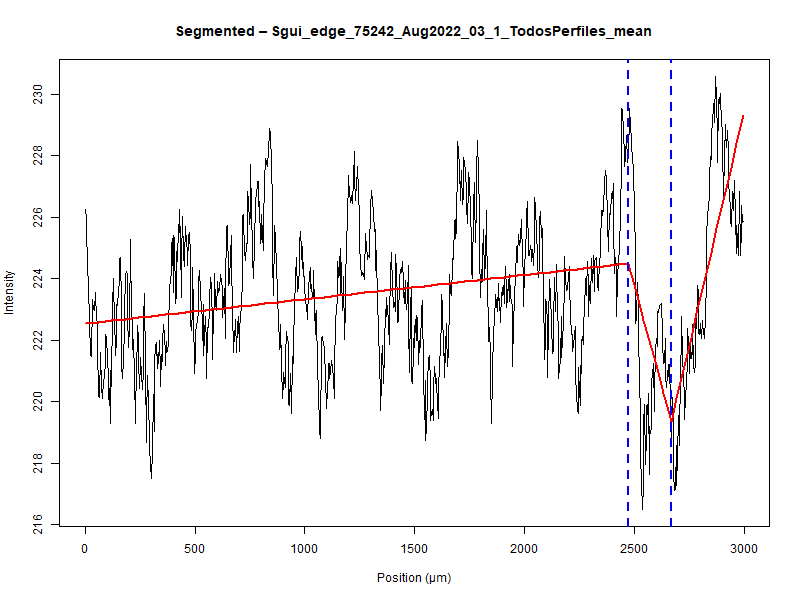 Segmented – Sgui_edge_75242_Aug2022_03_1_TodosPerfiles_mean
Intensity
230
228
226
224
222
220
218
216
0 500 1000 1500 2000 2500 3000
Position (µm)